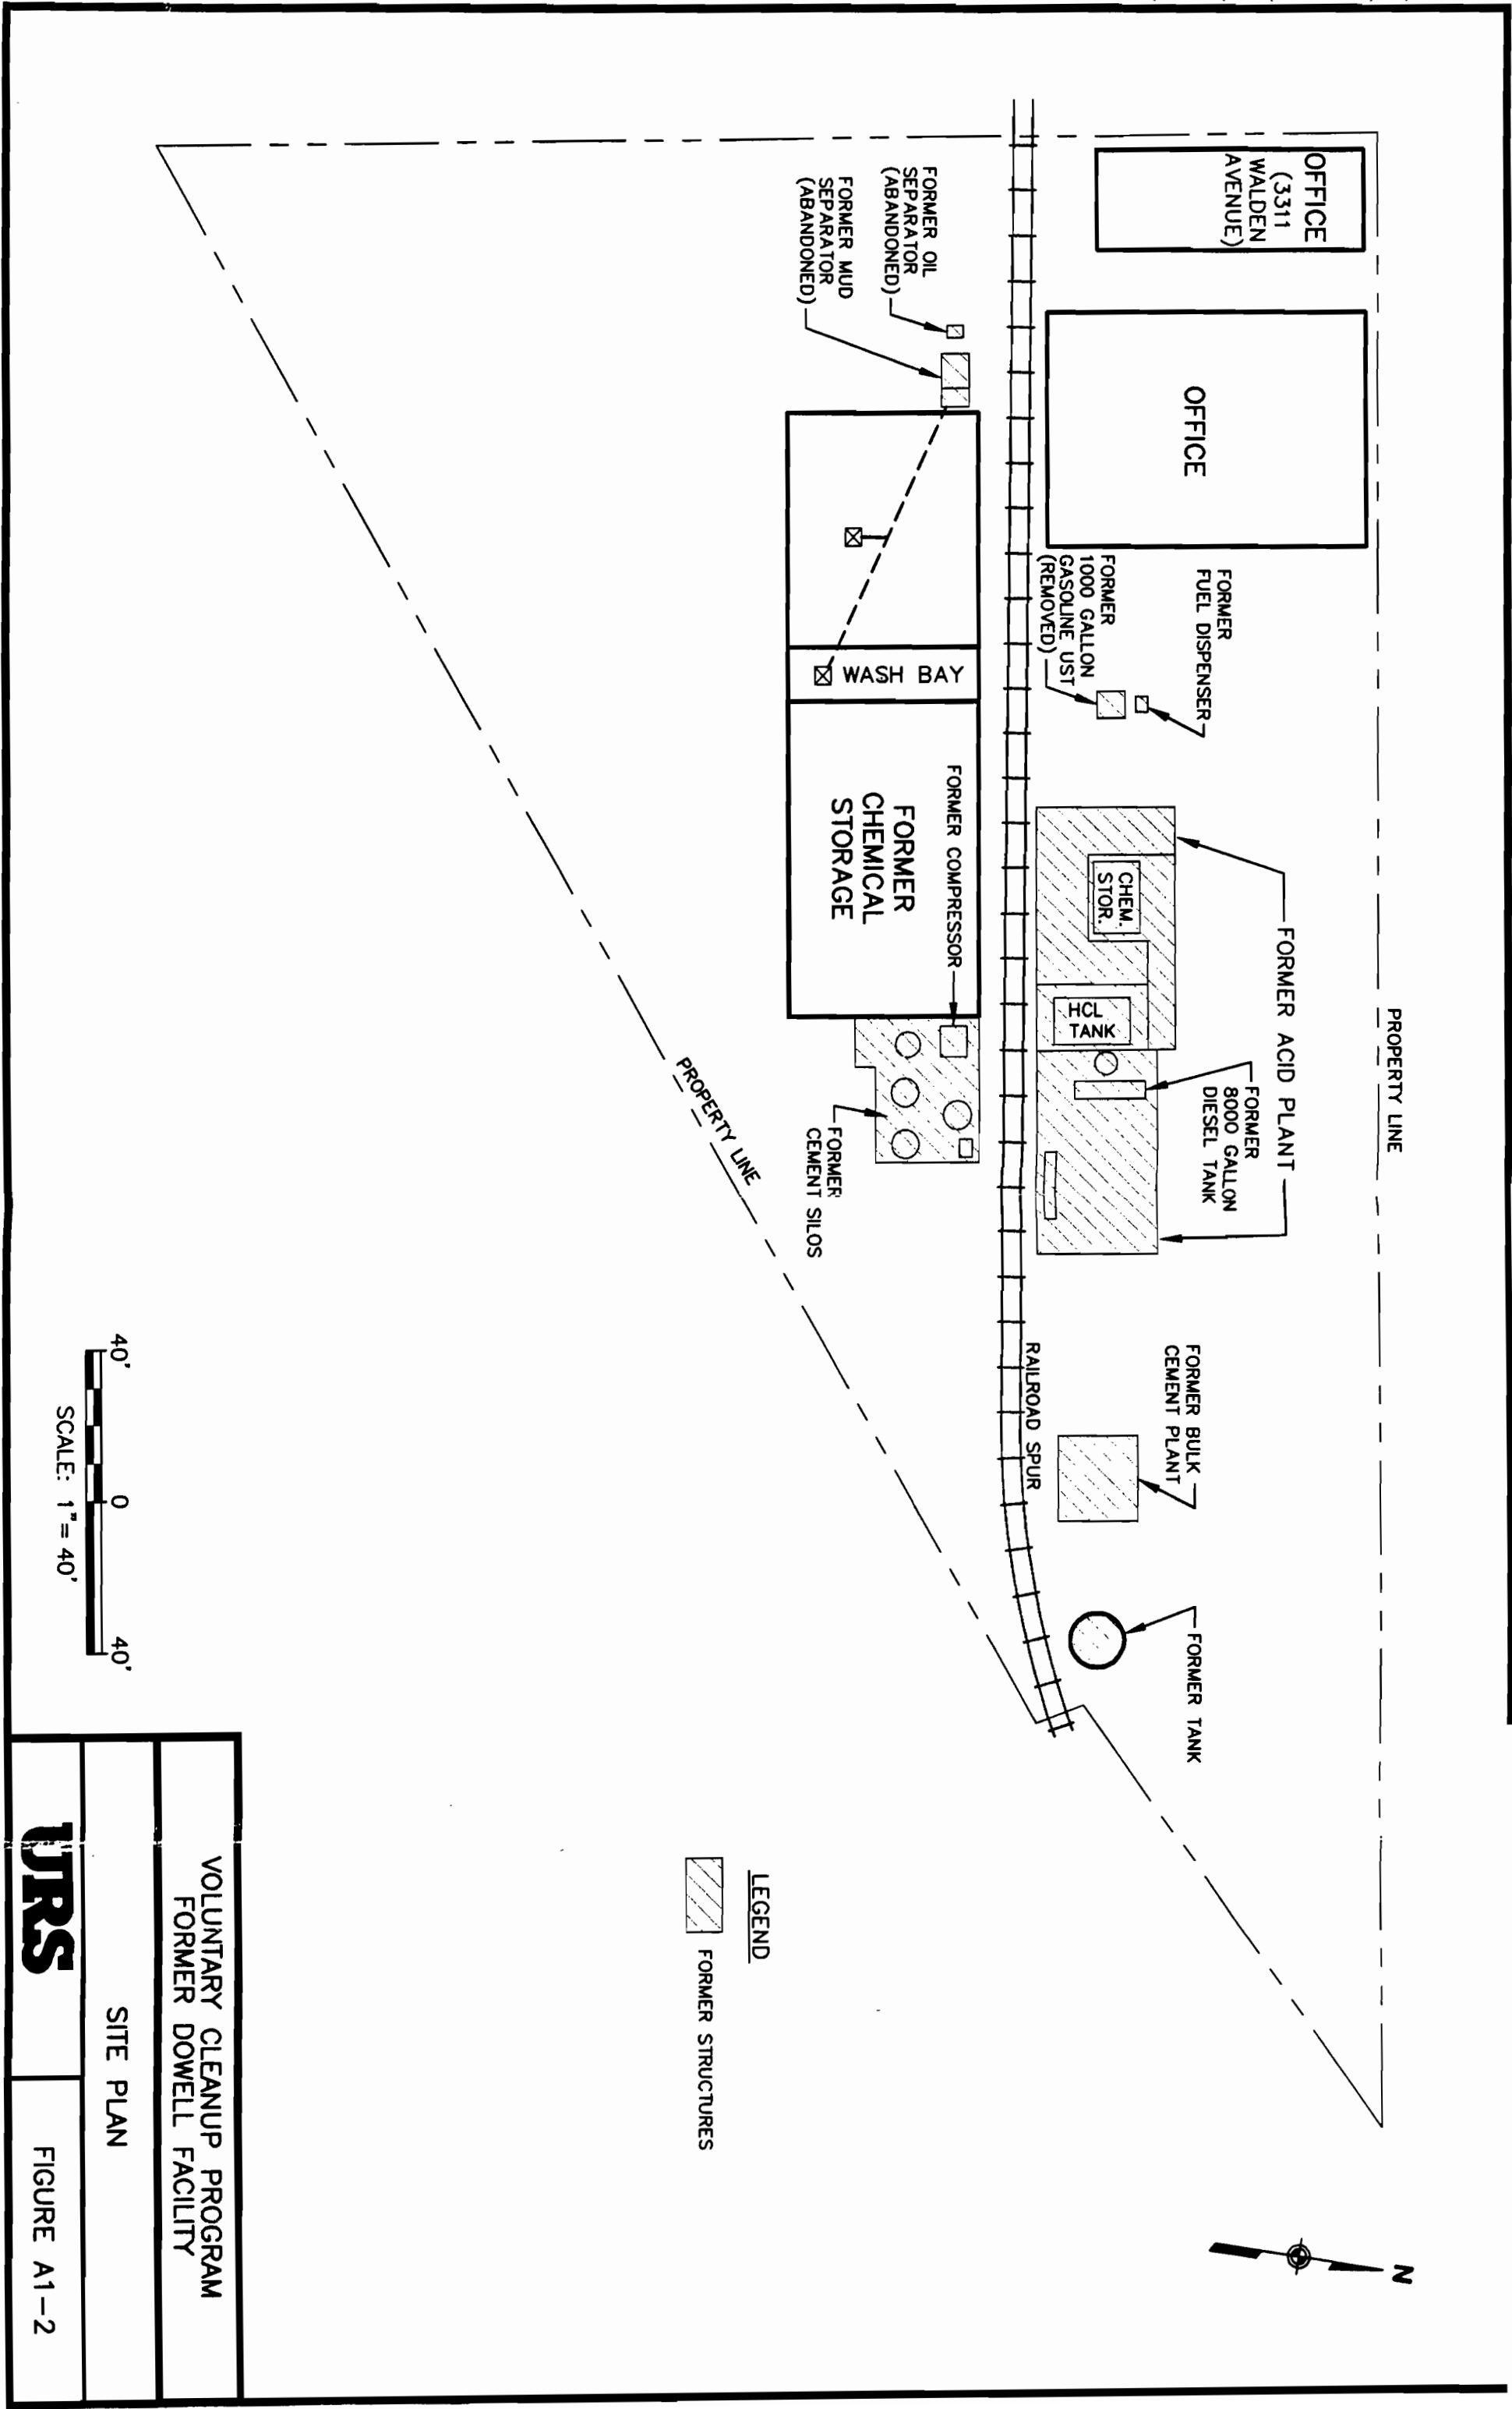 OFFICE
(3311
WALDEN
AVENUE)
OFFICE
FORMER OIL
SEPARATOR
(ABANDONED)
FORMER MUD
SEPARATOR
(ABANDONED)
FORMER
FUEL DISPENSER
FORMER
1000 GALLON
GASOLINE UST
(REMOVED)
WASH BAY
FORMER COMPRESSOR
FORMER
CHEMICAL
STORAGE
CHEM.
STOR.
HCL
TANK
FORMER ACID PLANT
PROPERTY LINE
FORMER
8000 GALLON
DIESEL TANK
FORMER
CEMENT SILOS
PROPERTY LINE
RAILROAD SPUR
FORMER BULK
CEMENT PLANT
FORMER TANK
N
LEGEND
FORMER STRUCTURES
40'
0
40'
SCALE: 1"= 40'
VOLUNTARY CLEANUP PROGRAM
FORMER DOWELL FACILITY
SITE PLAN
URS
FIGURE A1-2